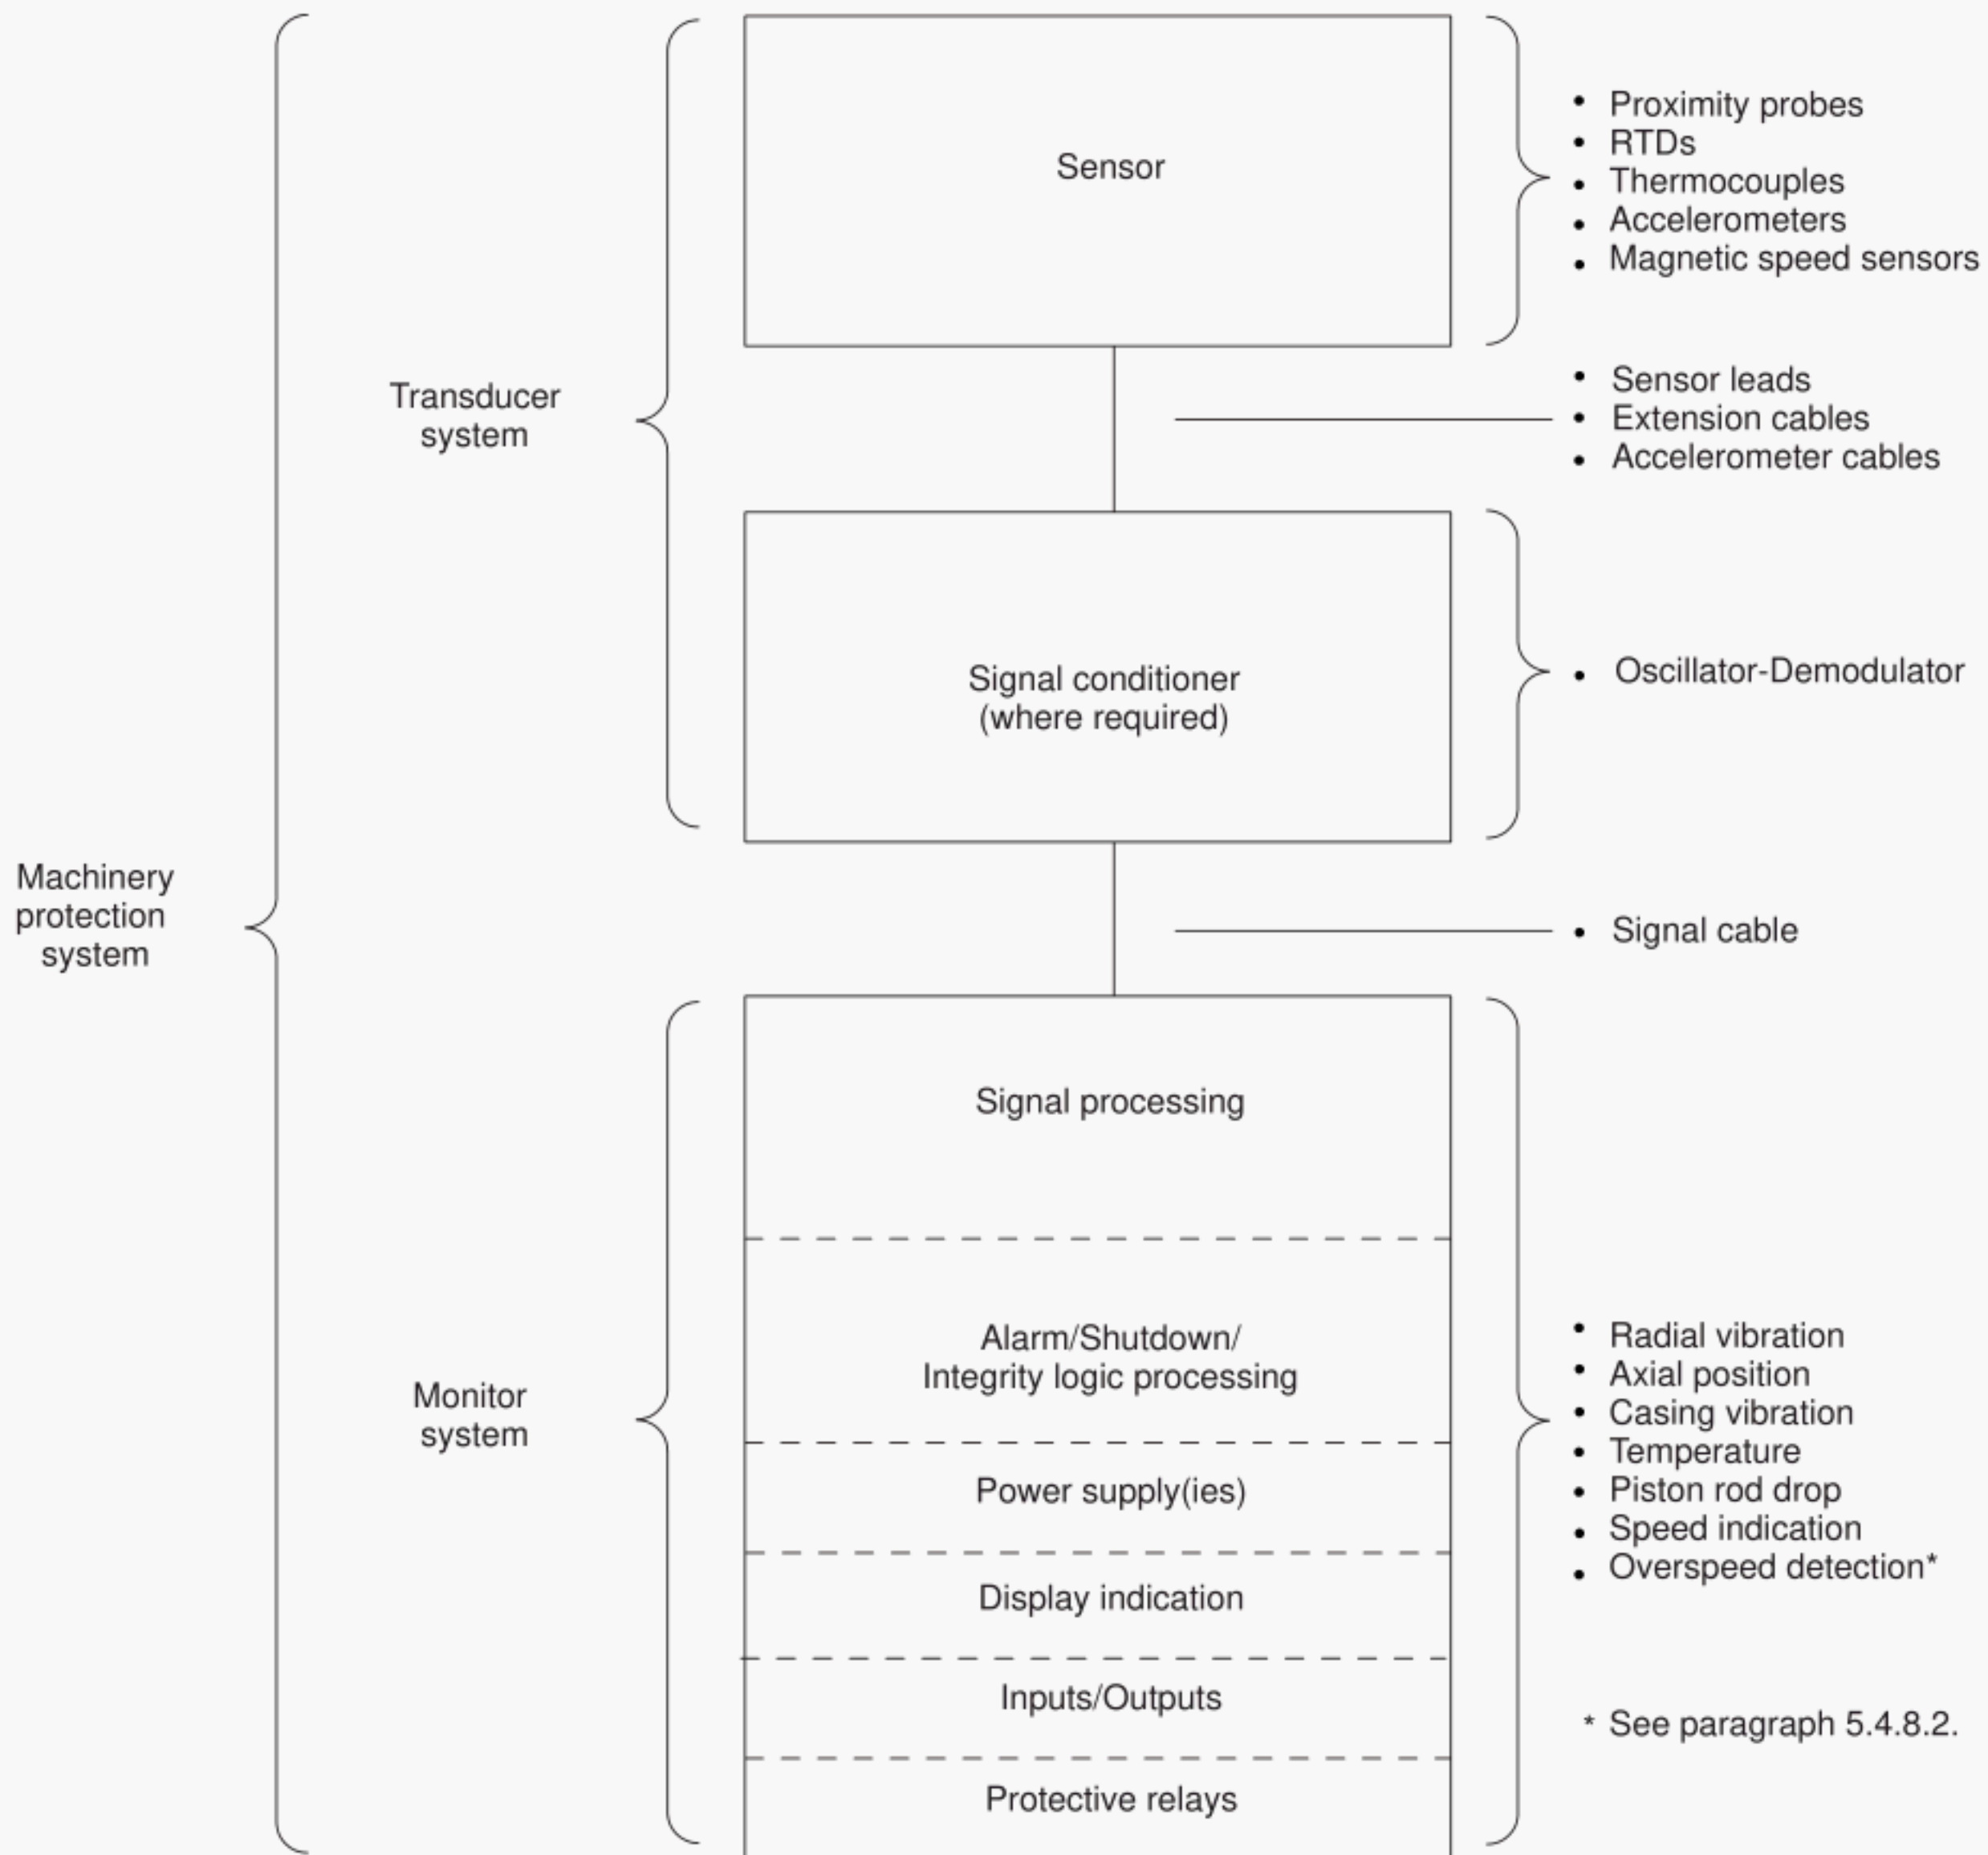 Sensor
• Proximity probes
• RTDs
• Thermocouples
• Accelerometers
• Magnetic speed sensors
Transducer
system
• Sensor leads
• Extension cables
• Accelerometer cables
Signal conditioner
(where required)
• Oscillator-Demodulator
Machinery
protection
system
• Signal cable
Signal processing
Alarm/Shutdown/
Integrity logic processing
Monitor
system
Power supply(ies)
Display indication
Inputs/Outputs
Protective relays
• Radial vibration
• Axial position
• Casing vibration
• Temperature
• Piston rod drop
• Speed indication
• Overspeed detection*
* See paragraph 5.4.8.2.